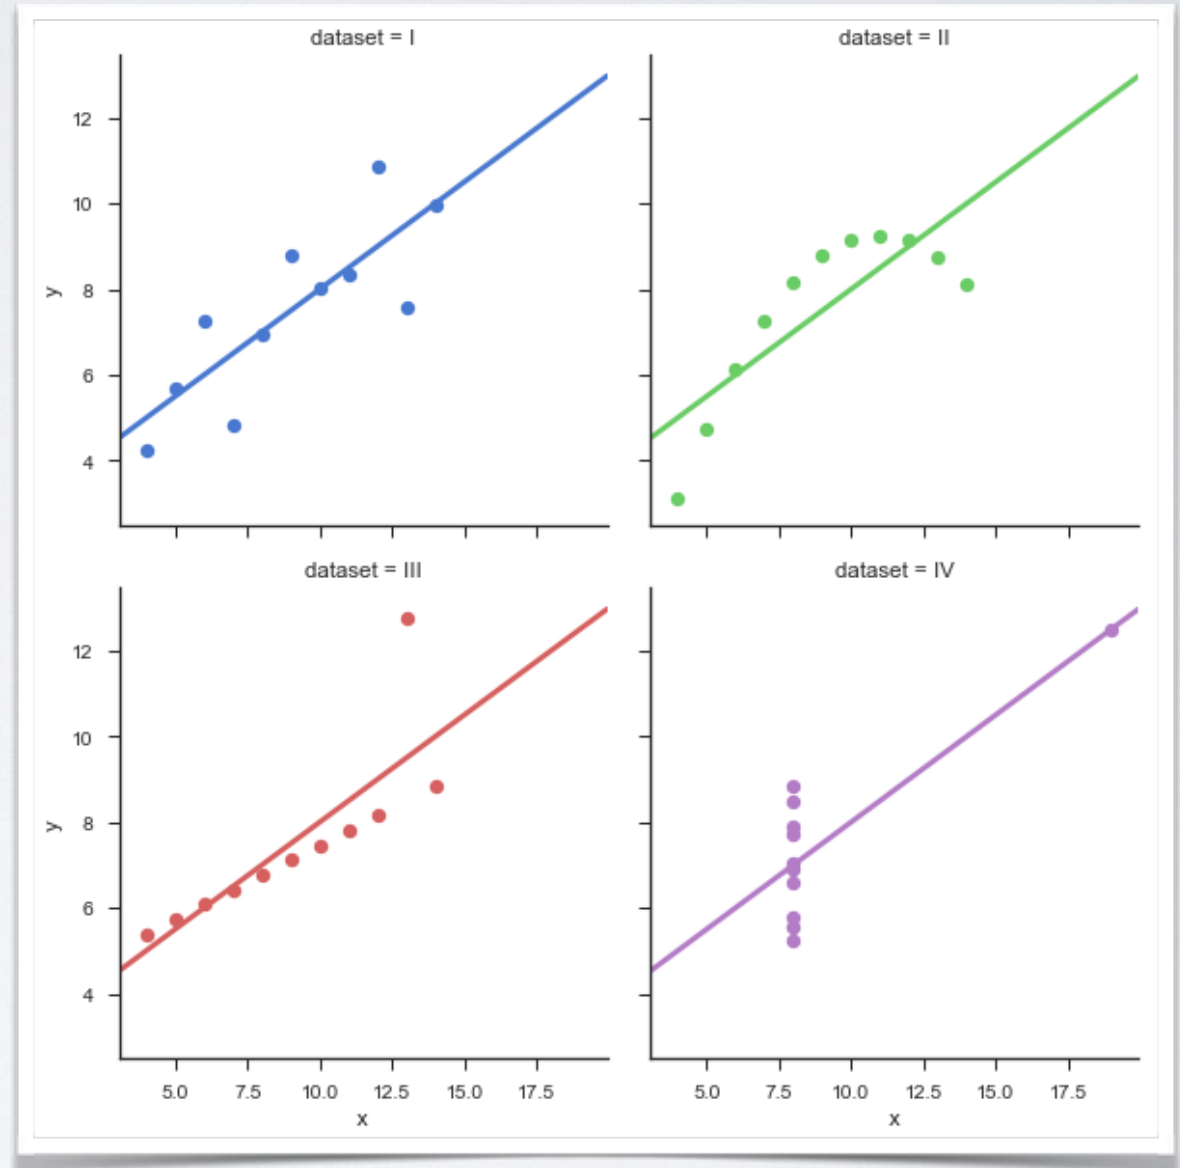 dataset = I
dataset = II
12
10
8
6
4
y
dataset = III
dataset = IV
12
10
8
6
4
y
5.0 7.5 10.0 12.5 15.0 17.5
5.0 7.5 10.0 12.5 15.0 17.5
x
x